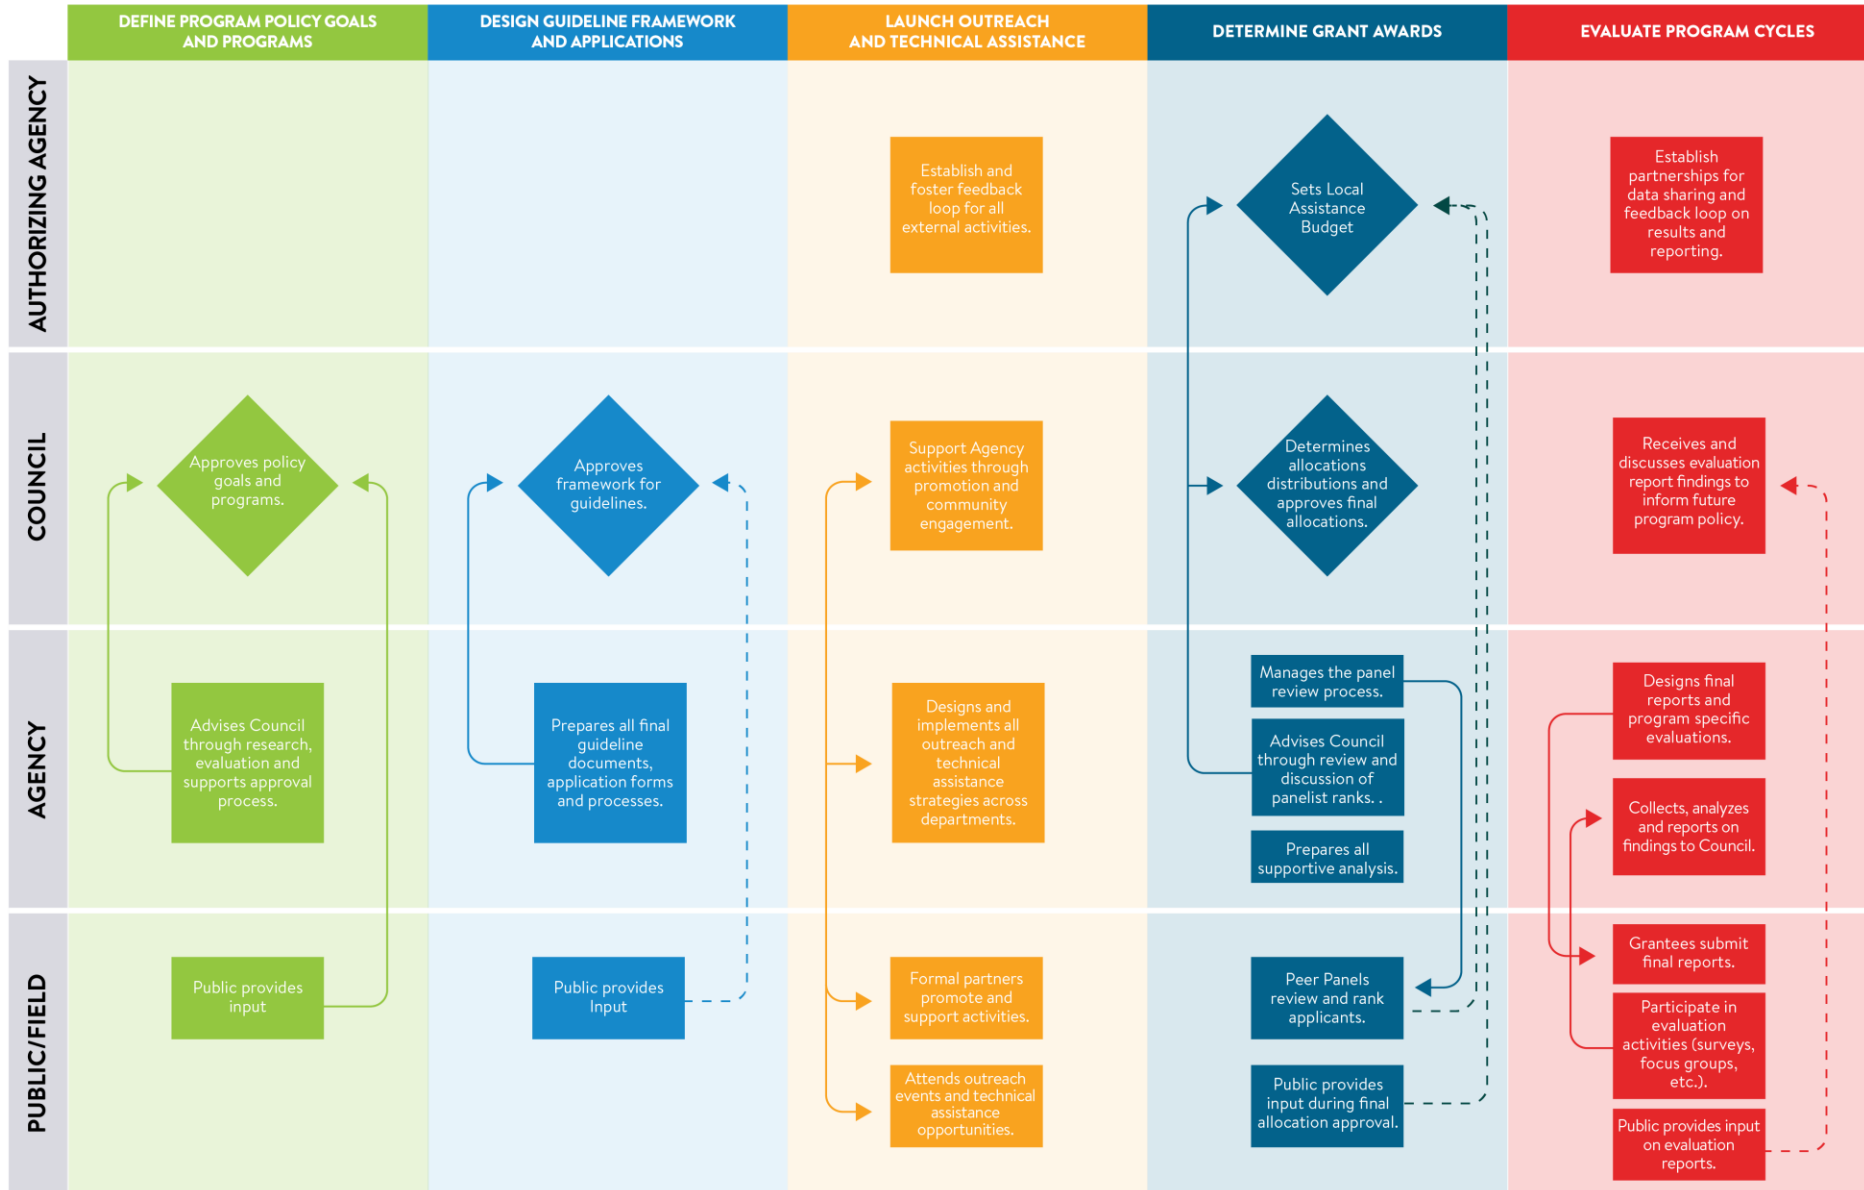 DEFINE PROGRAM POLICY GOALS
AND PROGRAMS
DESIGN GUIDELINE FRAMEWORK
AND APPLICATIONS
LAUNCH OUTREACH
AND TECHNICAL ASSISTANCE
DETERMINE GRANT AWARDS
EVALUATE PROGRAM CYCLES
AUTHORIZING AGENCY
Establish and
foster feedback
loop for all
external activities.
Sets Local
Assistance
Budget
Establish
partnerships for
data sharing and
feedback loop on
results and
reporting.
COUNCIL
Approves policy
goals and
programs.
Approves
framework for
guidelines.
Support Agency
activities through
promotion and
community
engagement.
Determines
allocations
distributions and
approves final
allocations.
Receives and
discusses evaluation
report findings to
inform future
program policy.
AGENCY
Advises Council
through research,
evaluation and
supports approval
process.
Prepares all final
guideline
documents,
application forms
and processes.
Designs and
implements all
outreach and
technical
assistance
strategies across
departments.
Manages the panel
review process.
Advises Council
through review and
discussion of
panelist ranks. .
Prepares all
supportive analysis.
Designs final
reports and
program specific
evaluations.
Collects, analyzes
and reports on
findings to Council.
PUBLIC/FIELD
Public provides
input
Public provides
Input
Formal partners
promote and
support activities.
Attends outreach
events and technical
assistance
opportunities.
Peer Panels
review and rank
applicants.
Public provides
input during final
allocation approval.
Grantees submit
final reports.
Participate in
evaluation
activities (surveys,
focus groups,
etc.).
Public provides input
on evaluation
reports.